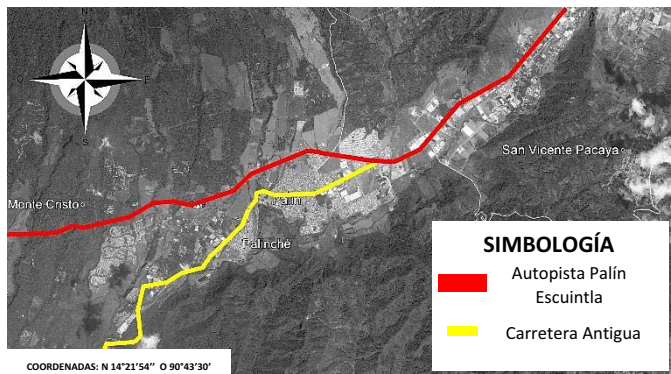 N
O
E
S
San Vicente Pacaya
Monte Cristo
Palín
Palinché
SIMBOLOGÍA
Autopista Palín
Escuintla
Carretera Antigua
COORDENADAS: N 14°21’54’’ O 90°43’30’